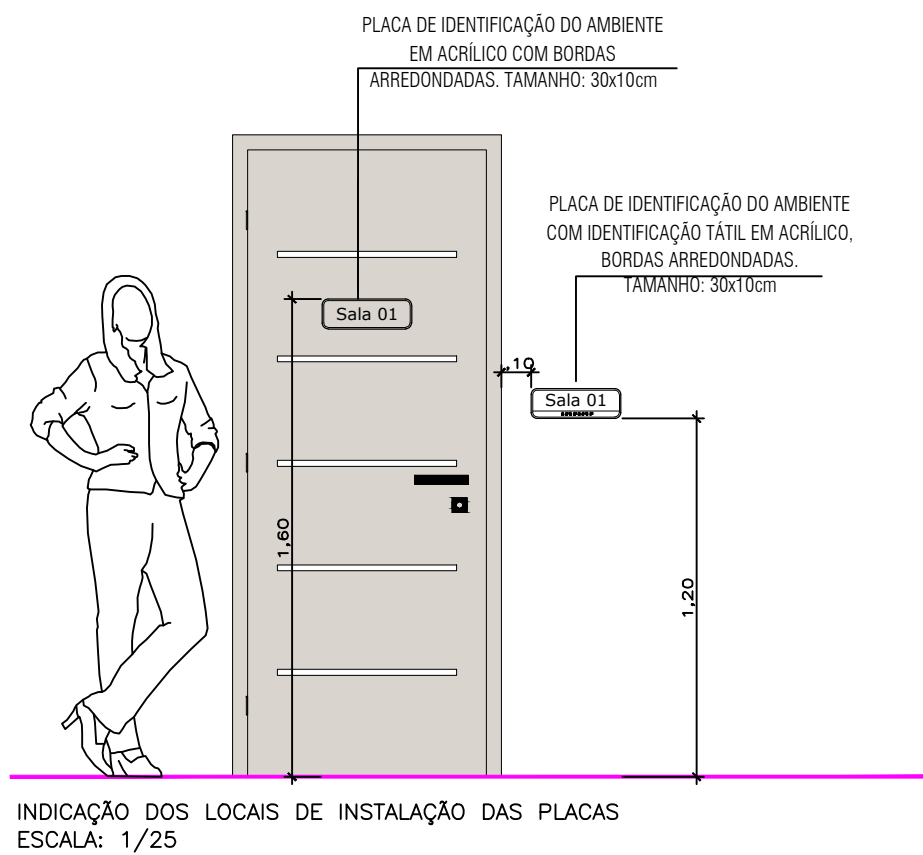 PLACA DE IDENTIFICAÇÃO DO AMBIENTE
EM ACRÍLICO COM BORDAS
ARREDONDADAS. TAMANHO: 30x10cm
PLACA DE IDENTIFICAÇÃO DO AMBIENTE
COM IDENTIFICAÇÃO TÁTIL EM ACRÍLICO,
BORDAS ARREDONDADAS.
TAMANHO: 30x10cm
Sala 01
,10
Sala 01
1,60
1,20
INDICAÇÃO DOS LOCAIS DE INSTALAÇÃO DAS PLACAS
ESCALA: 1/25